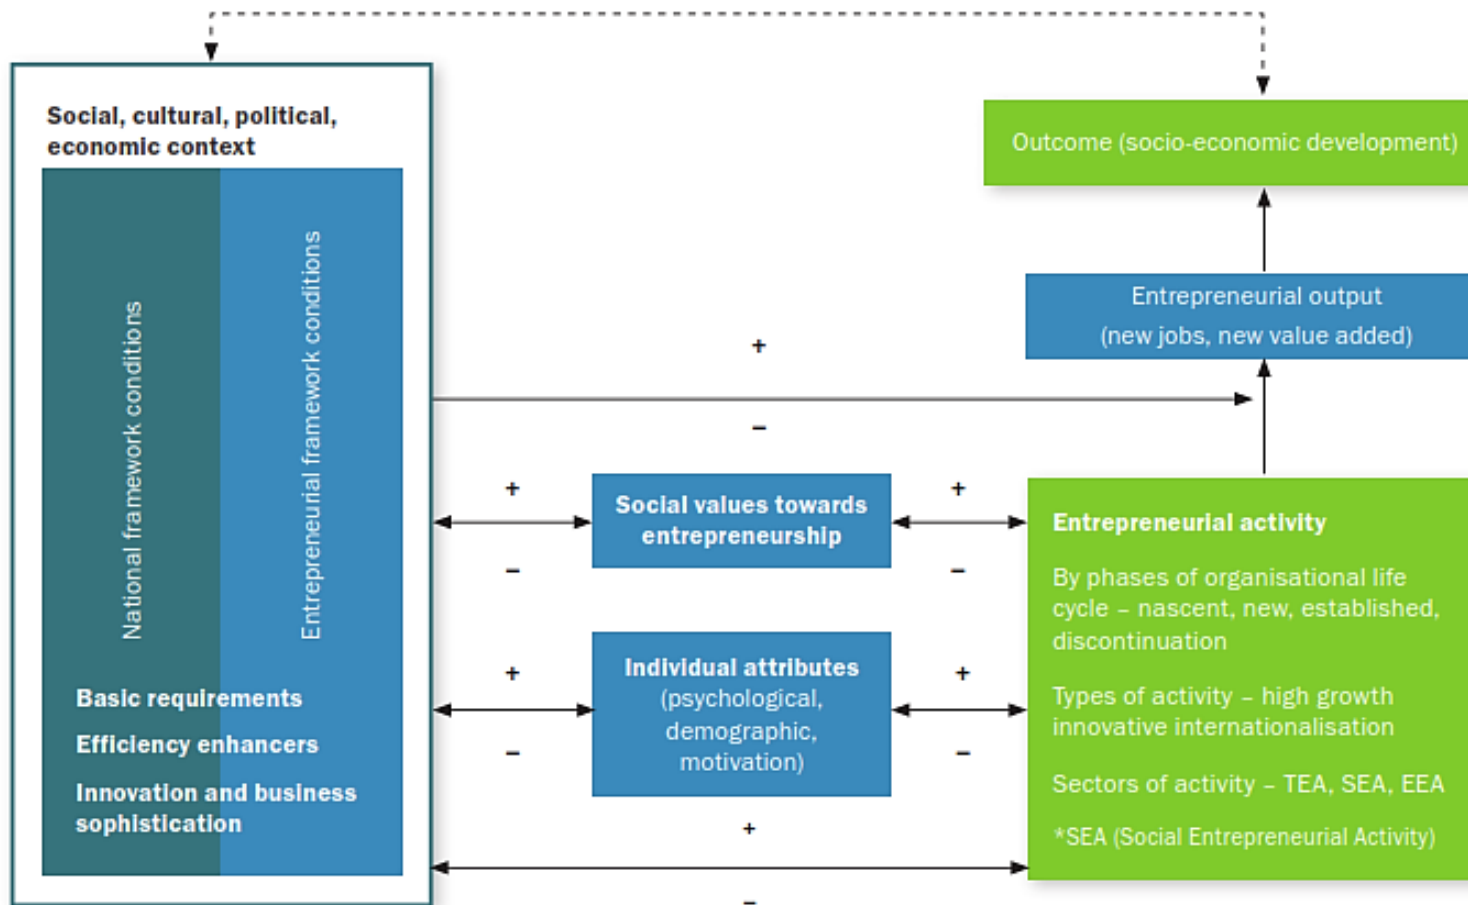 Social, cultural, political,
economic context
National framework conditions
Entrepreneurial framework conditions
Basic requirements
Efficiency enhancers
Innovation and business
sophistication
Outcome (socio-economic development)
Entrepreneurial output
(new jobs, new value added)
+
–
+
Social values towards
entrepreneurship
+
–
–
+
Individual attributes
(psychological,
demographic,
motivation)
+
–
–
+
–
Entrepreneurial activity
By phases of organisational life
cycle – nascent, new, established,
discontinuation
Types of activity – high growth
innovative internationalisation
Sectors of activity – TEA, SEA, EEA
*SEA (Social Entrepreneurial Activity)